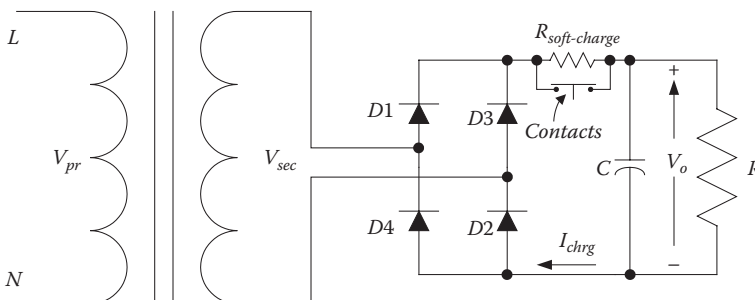 L
R_soft-charge
D1
D3
Contacts
V_pr
V_sec
C
V_o
+
D4
D2
I_chrg
−
N